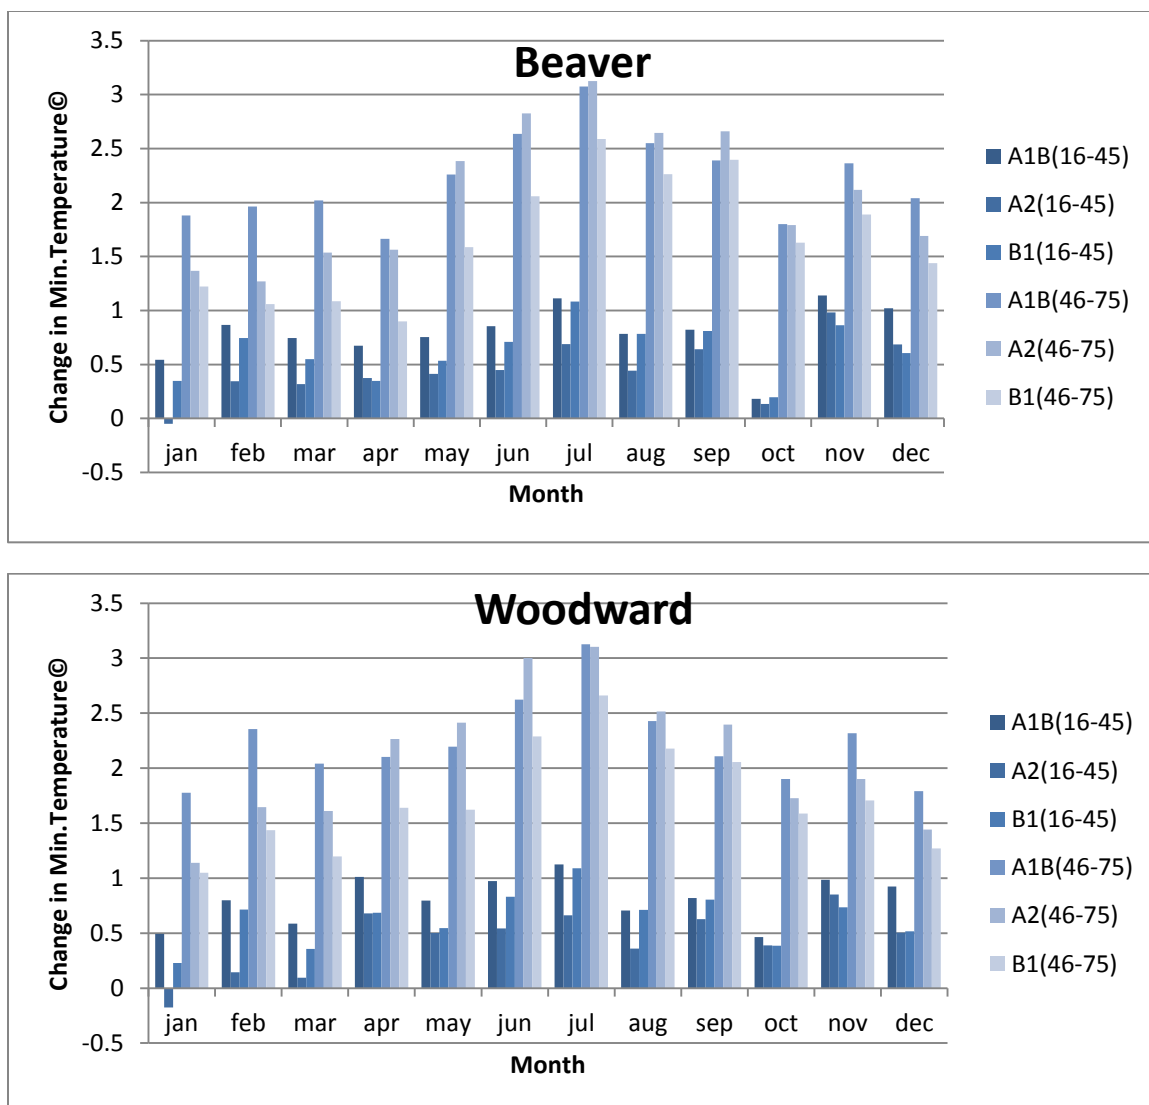 Beaver
Change in Min.Temperature©
3.5
3
2.5
2
1.5
1
0.5
0
-0.5
jan feb mar apr may jun jul aug sep oct nov dec
Month
A1B(16-45)
A2(16-45)
B1(16-45)
A1B(46-75)
A2(46-75)
B1(46-75)
Woodward
Change in Min.Temperature©
3.5
3
2.5
2
1.5
1
0.5
0
-0.5
jan feb mar apr may jun jul aug sep oct nov dec
Month
A1B(16-45)
A2(16-45)
B1(16-45)
A1B(46-75)
A2(46-75)
B1(46-75)